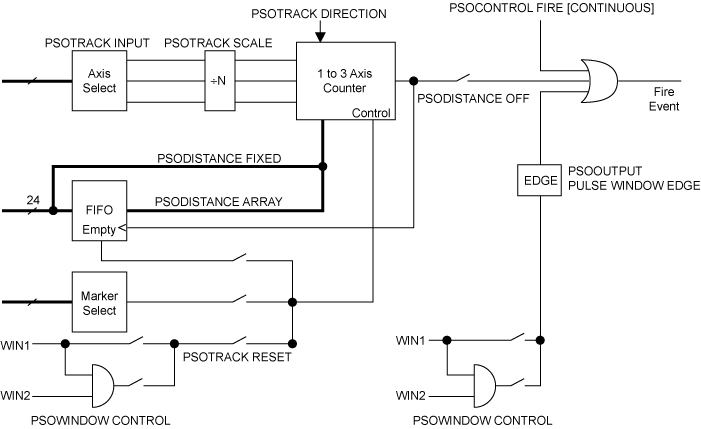 PSOCONTROL FIRE [CONTINUOUS]
PSOTRACK DIRECTION
PSOTRACK INPUT
PSOTRACK SCALE
Axis
Select
÷N
1 to 3 Axis
Counter
Control
PSODISTANCE OFF
Fire
Event
PSODISTANCE FIXED
EDGE
PSOOUTPUT
PULSE WINDOW EDGE
24
FIFO
Empty
PSODISTANCE ARRAY
Marker
Select
WIN1
PSOTRACK RESET
WIN2
PSOWINDOW CONTROL
WIN1
WIN2
PSOWINDOW CONTROL